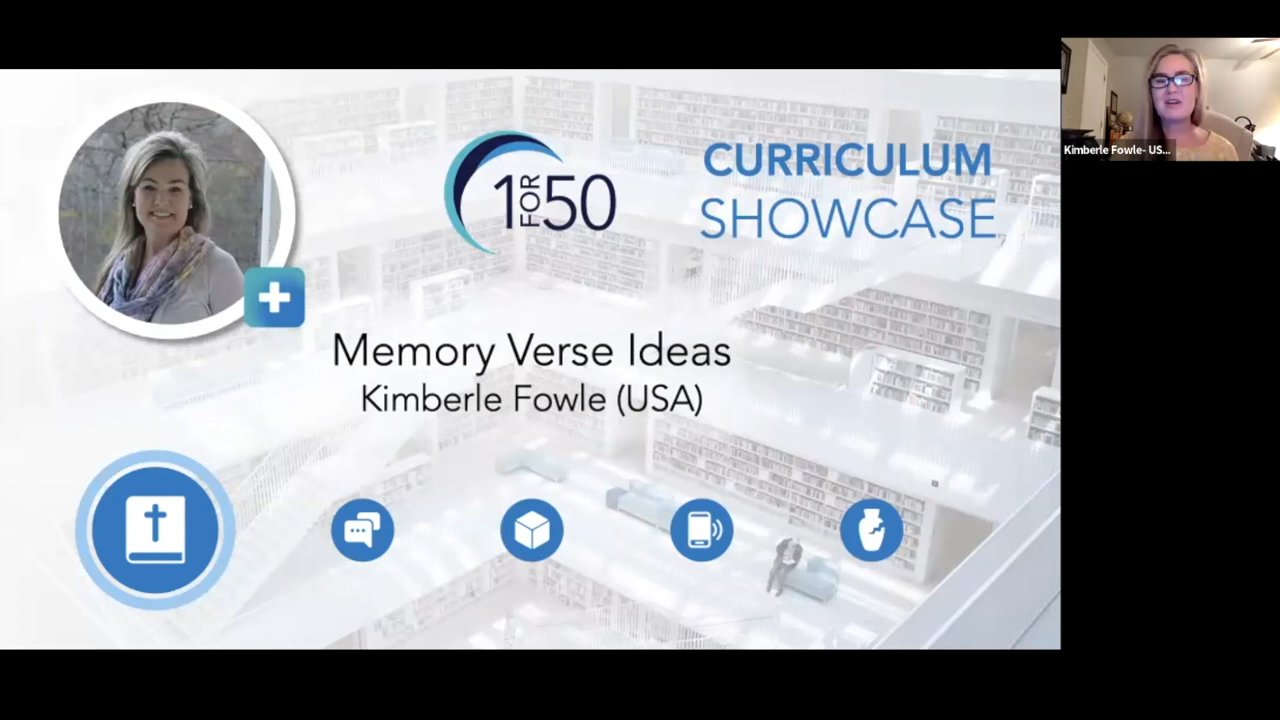 1 FOR 50
CURRICULUM
SHOWCASE
Kimberle Fowle- US...
Memory Verse Ideas
Kimberle Fowle (USA)